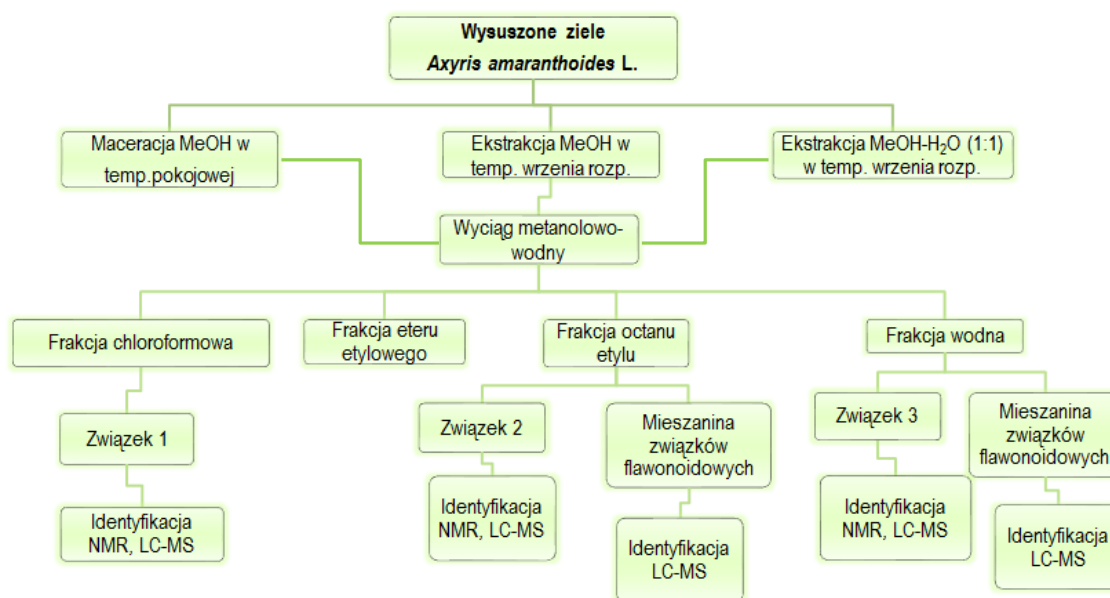 Wysuszone ziele
Axyris amaranthoides L.
Maceracja MeOH w
temp.pokojowej
Ekstrakcja MeOH w
temp. wrzenia rozp.
Ekstrakcja MeOH-H₂O (1:1)
w temp. wrzenia rozp.
Wyciąg metanolowo-
wodny
Frakcja chloroformowa
Frakcja eteru
etylowego
Frakcja octanu
etylu
Frakcja wodna
Związek 1
Związek 2
Mieszanina
związków
flawonoidowych
Związek 3
Mieszanina
związków
flawonoidowych
Identyfikacja
NMR, LC-MS
Identyfikacja
NMR, LC-MS
Identyfikacja
LC-MS
Identyfikacja
NMR, LC-MS
Identyfikacja
LC-MS